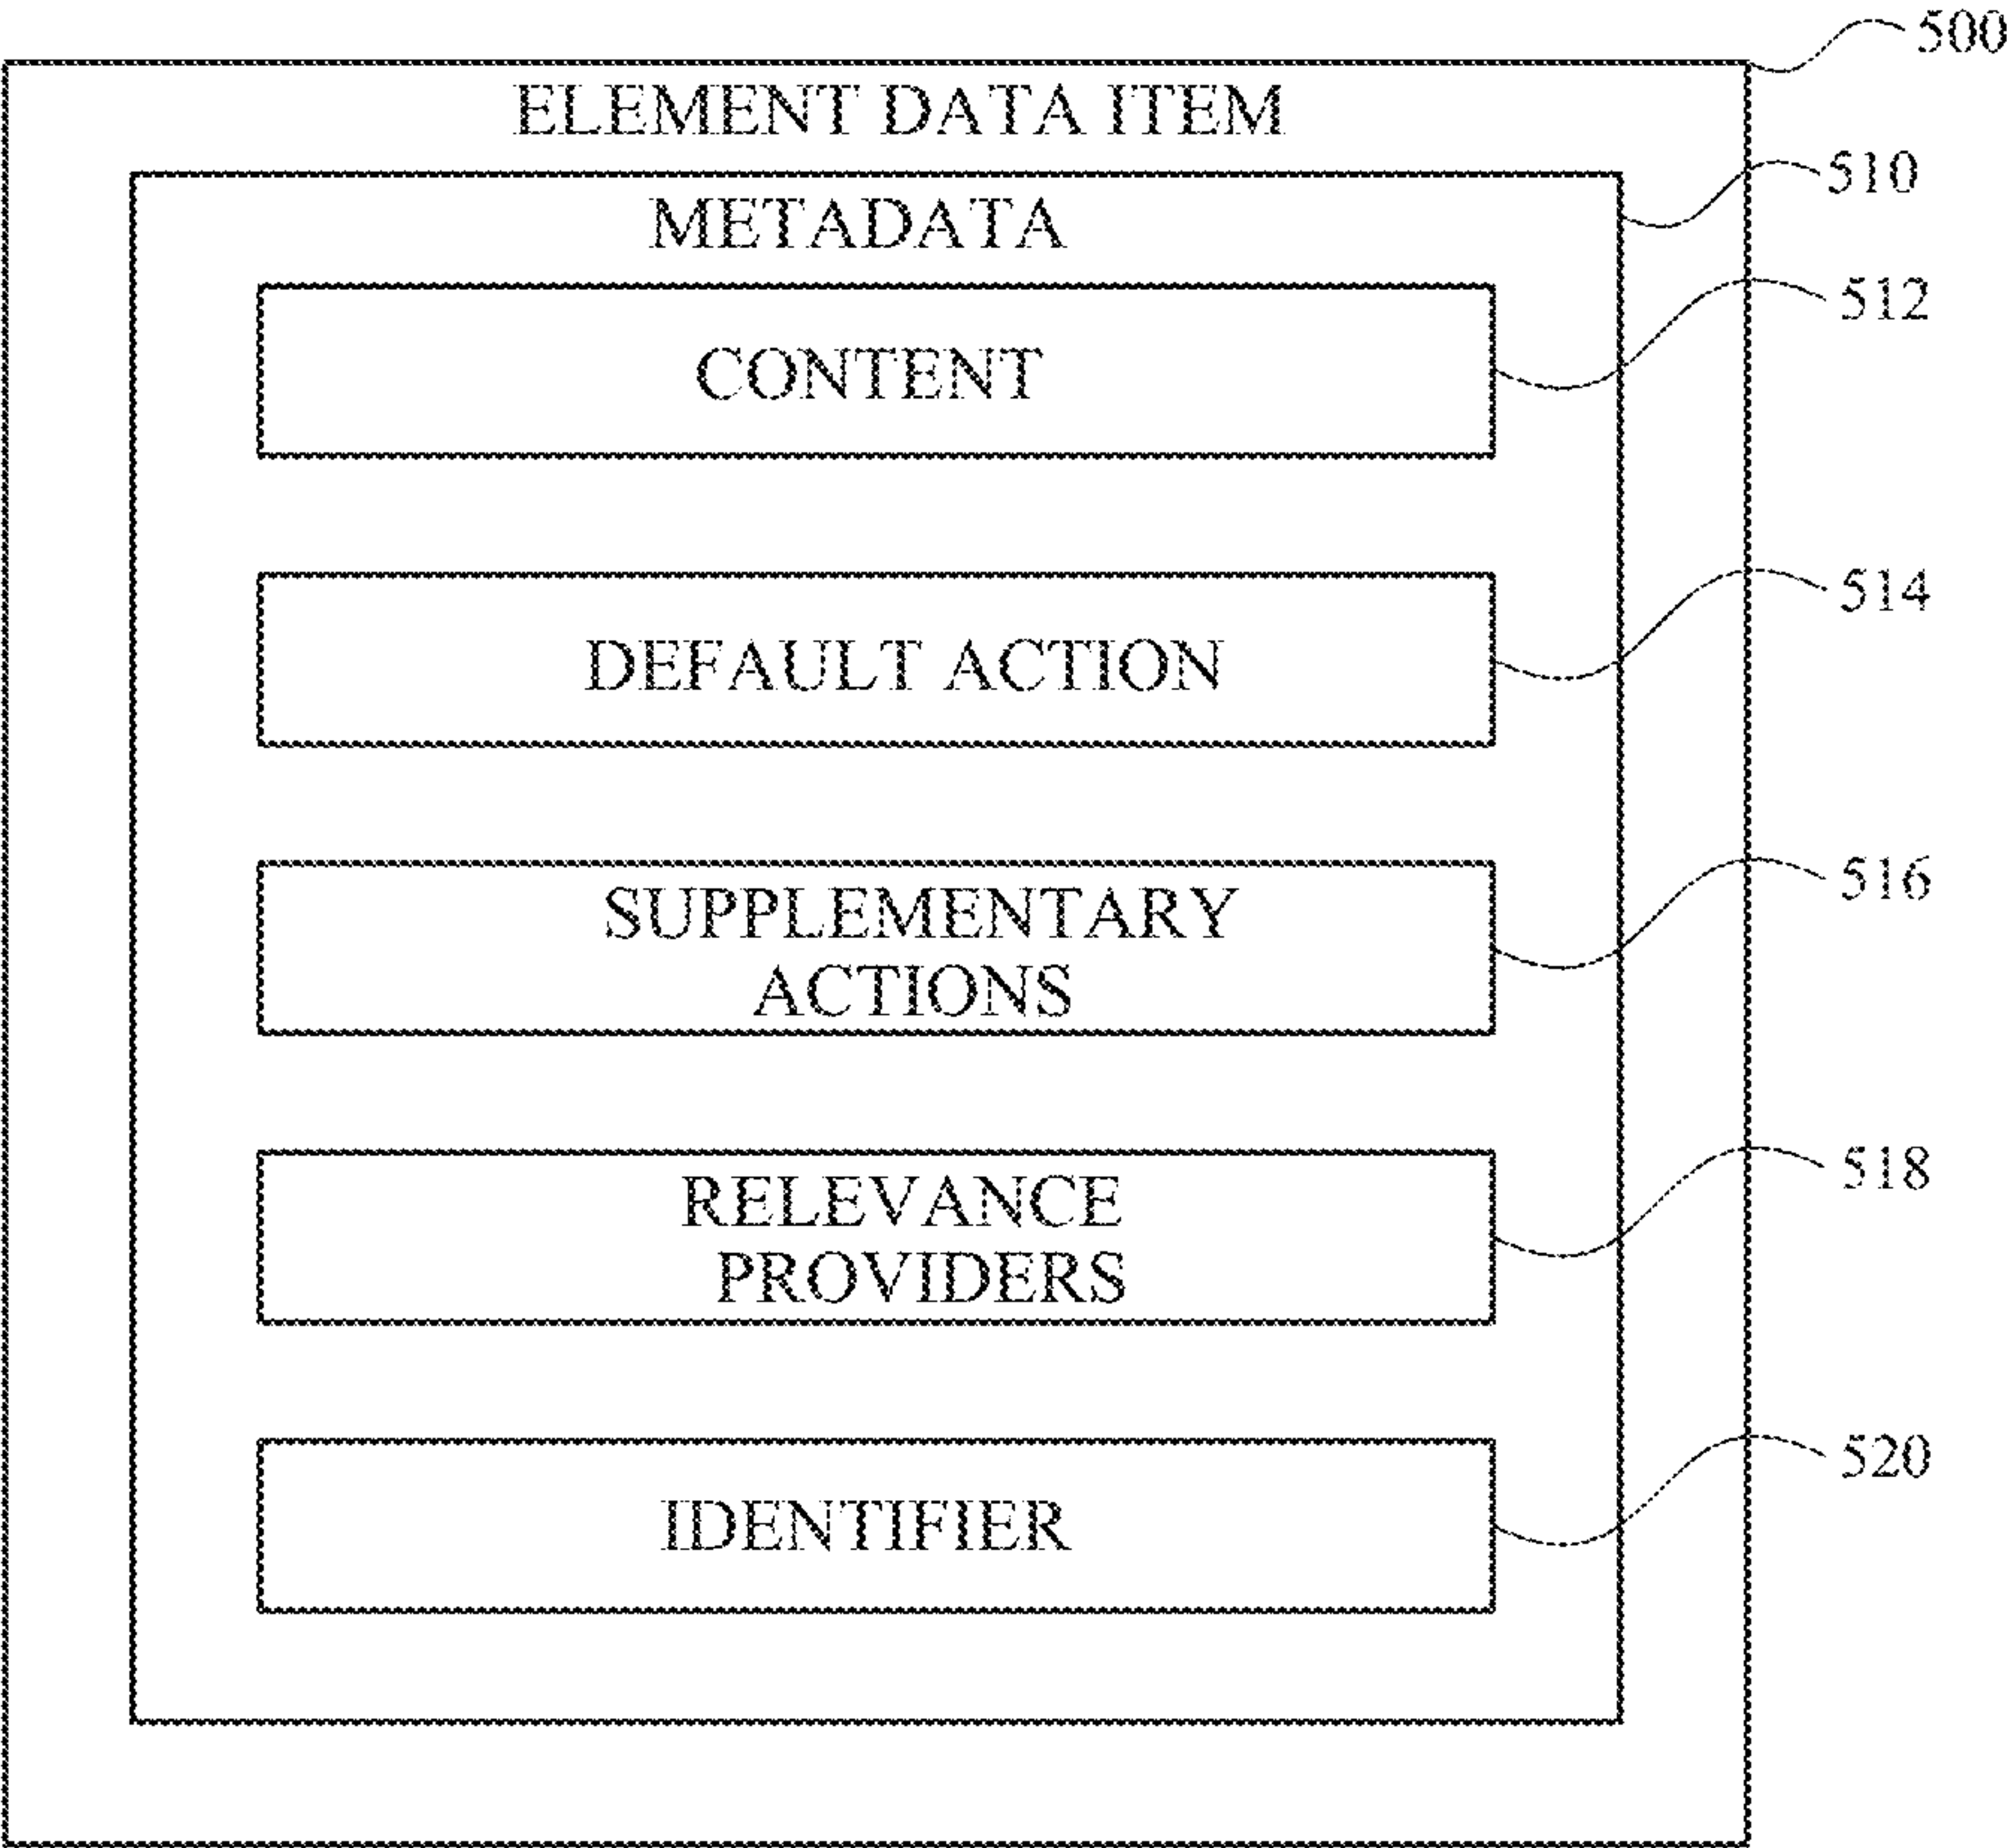 500
ELEMENT DATA ITEM
510
METADATA
512
CONTENT
514
DEFAULT ACTION
516
SUPPLEMENTARY
ACTIONS
518
RELEVANCE
PROVIDERS
520
IDENTIFIER